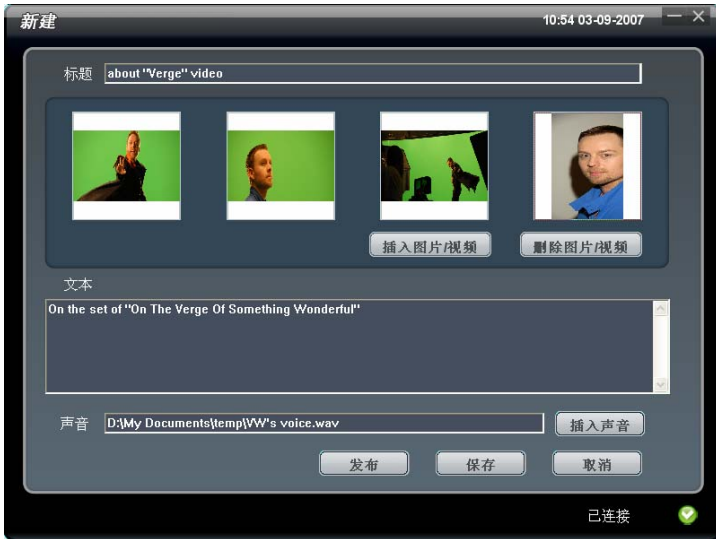 新建 10:54 03-09-2007
标题 about "Verge" video
插入图片/视频 删除图片/视频
文本
On the set of "On The Verge Of Something Wonderful"
声音 D:\My Documents\temp\VW's voice.wav 插入声音
发布 保存 取消
已连接